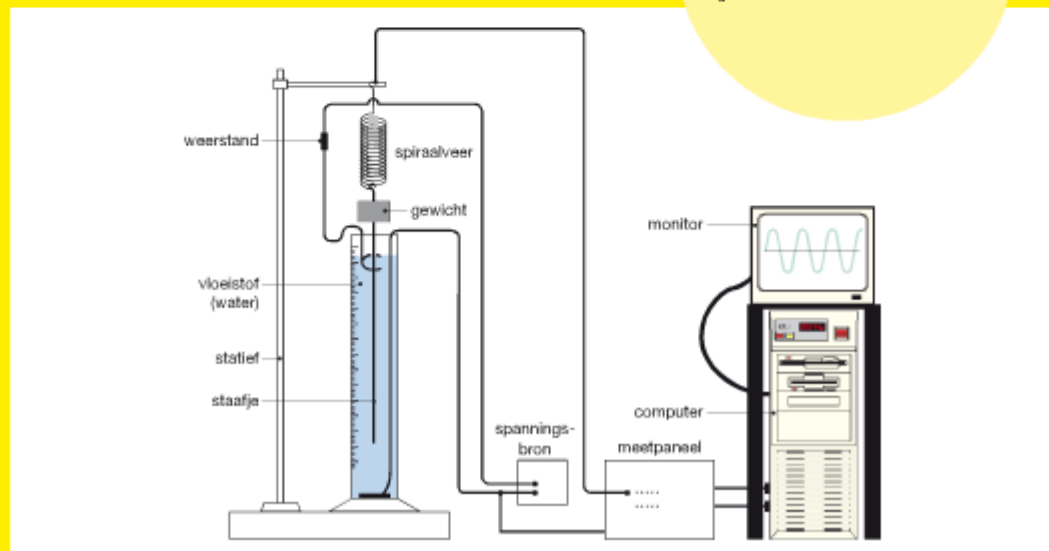 weerstand
spiraalveer
gewicht
monitor
vloeistof
(water)
statief
staafje
computer
spannings-
bron
meetpaneel